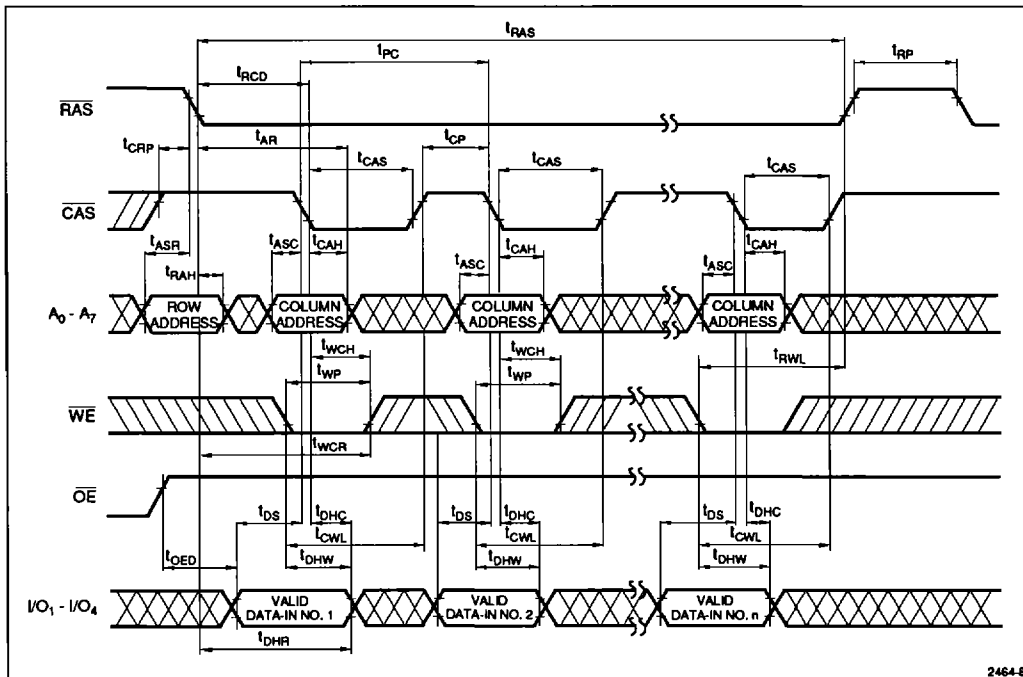 tRAS
tPC
tRP
tRCD
RAS
tAR
tCP
tCRP
tCAS
tCAS
tCAS
CAS
tASR
tASC
tCAH
tCAH
tCAH
tASC
tASC
tRAH
A0 - A7
ROW ADDRESS
COLUMN ADDRESS
COLUMN ADDRESS
COLUMN ADDRESS
tWCH
tWCH
tRWL
tWP
tWP
WE
tWCR
OE
tDS
tDHC
tDS
tDHC
tDS
tDHC
tCWL
tCWL
tCWL
tOED
tDHW
tDHW
tDHW
I/O1 - I/O4
VALID DATA-IN NO. 1
VALID DATA-IN NO. 2
VALID DATA-IN NO. n
tDHR